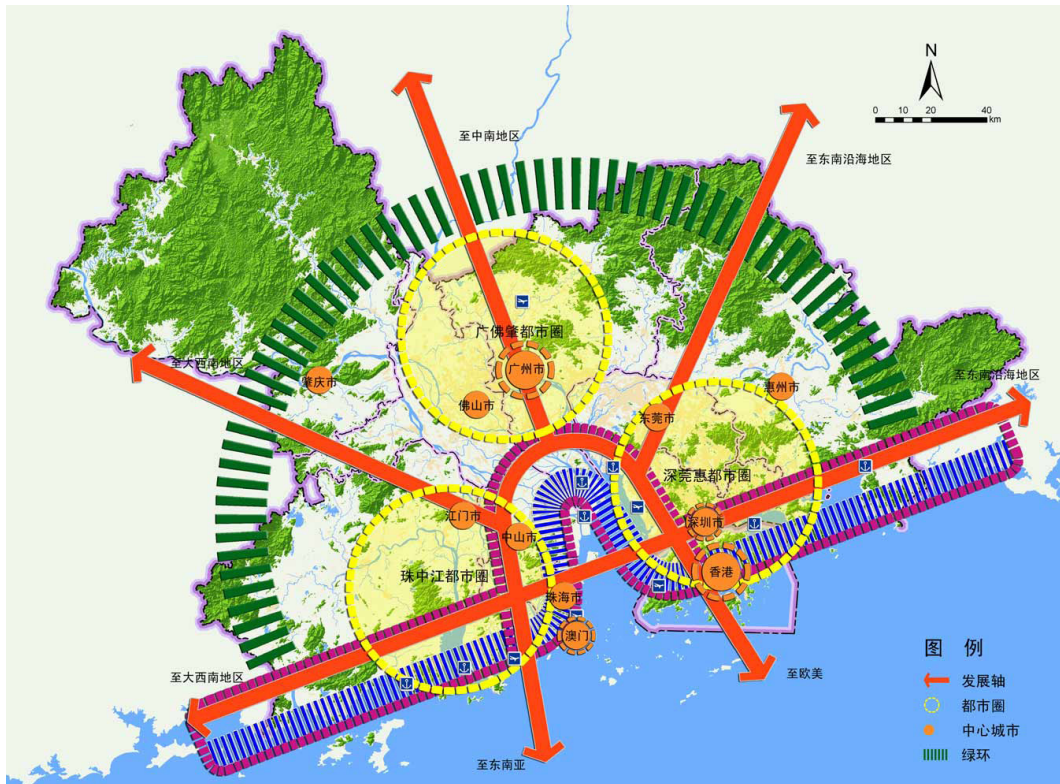 N
0 10 20 40
km
至中南地区
至东南沿海地区
至大西南地区
肇庆市
广佛肇都市圈
广州市
佛山市
惠州市
至东南沿海地区
东莞市
深莞惠都市圈
深圳市
江门市
中山市
香港
珠中江都市圈
珠海市
澳门
至大西南地区
至欧美
至东南亚
图 例
发展轴
都市圈
中心城市
绿环